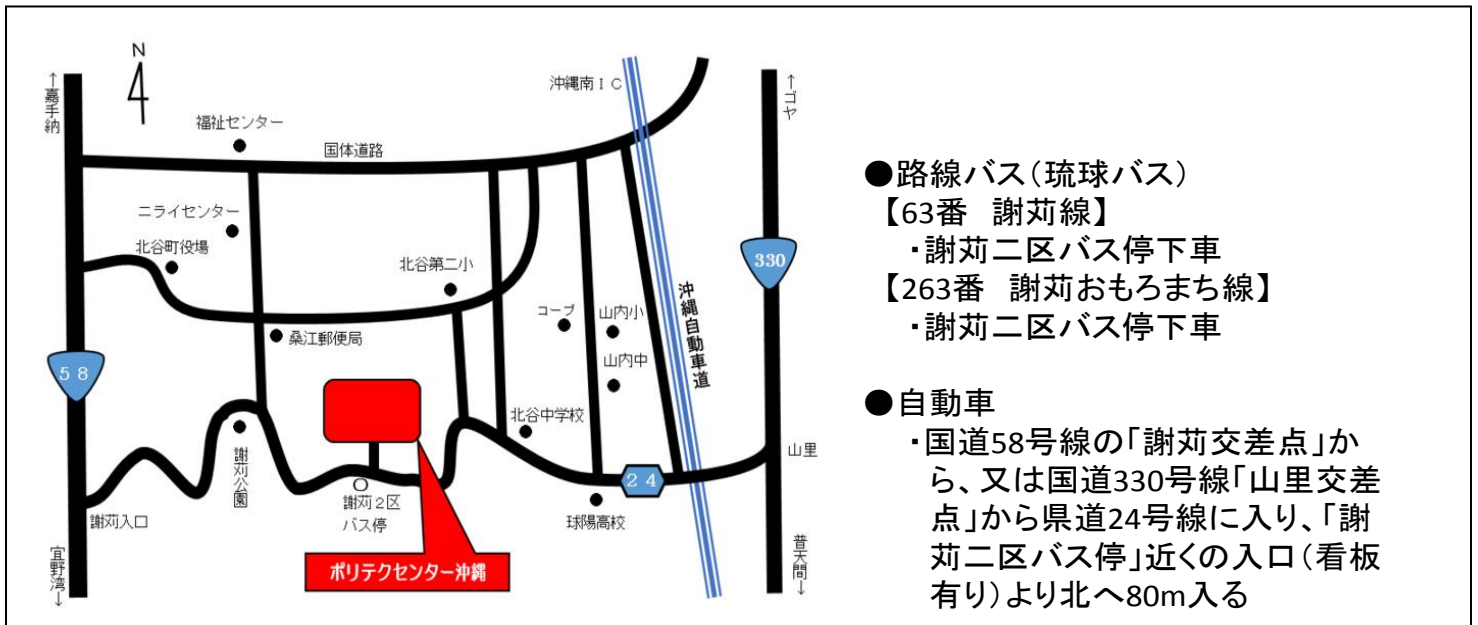 N
←嘉手納
福祉センター
国体道路
沖縄南IC
←ゴヤ
ニライセンター
北谷町役場
北谷第二小
330
コープ
山内小
沖縄自動車道
桑江郵便局
山内中
58
北谷中学校
謝苅公園
24
山里
謝苅入口
謝苅2区
バス停
球陽高校
宜野湾→
普天間→
ポリテクセンター沖縄
●路線バス(琉球バス)
【63番 謝苅線】
・謝苅二区バス停下車
【263番 謝苅おもろまち線】
・謝苅二区バス停下車
●自動車
・国道58号線の「謝苅交差点」か
ら、又は国道330号線「山里交差
点」から県道24号線に入り、「謝
苅二区バス停」近くの入口(看板
有り)より北へ80m入る